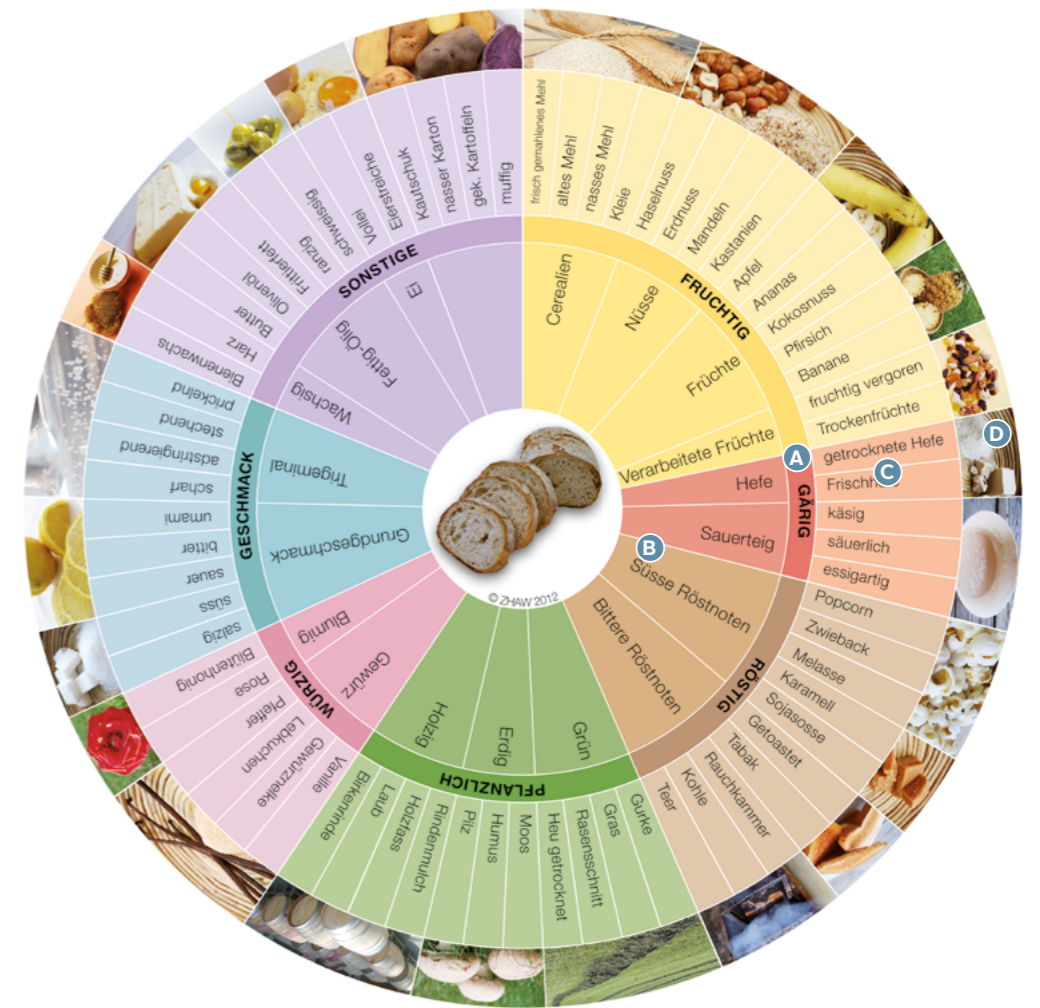 SONSTIGE
FRUCHTIG
GÄRIG
RÖSTIG
PFLANZLICH
WÜRZIG
GESCHMACK
Cerealien
Nüsse
Früchte
Verarbeitete Früchte
Hefe
Sauerteig
Süsse Röstnoten
Bittere Röstnoten
Grün
Erdig
Holzig
Gewürz
Blumig
Grundgeschmack
Trigeminal
Wachsig
Fettig-Ölig
Ei
frisch gemahlenes Mehl
altes Mehl
nasses Mehl
Kleie
Haselnuss
Erdnuss
Mandeln
Kastanien
Apfel
Ananas
Kokosnuss
Pfirsich
Banane
fruchtig vergoren
Trockenfrüchte
getrocknete Hefe
käsig
säuerlich
essigartig
Popcorn
Zwieback
Melasse
Karamell
Sojasosse
Getoastet
Tabak
Rauchkammer
Kohle
Teer
Gurke
Gras
Rasensschnitt
Heu getrocknet
Moos
Humus
Pilz
Rindenmulch
Holzfass
Laub
Birkenrinde
Vanille
Gewürznelke
Lebkuchen
Pfeffer
Rose
Blütenhonig
salzig
süss
sauer
bitter
umami
scharf
adstringierend
stechend
prickelnd
Bienenwachs
Harz
Butter
Olivenöl
Frittierfett
ranzig
schweissig
Vollei
Eierstreiche
Kautschuk
nasser Karton
gek. Kartoffeln
muffig
A
B
C
D
© ZHAW 2012